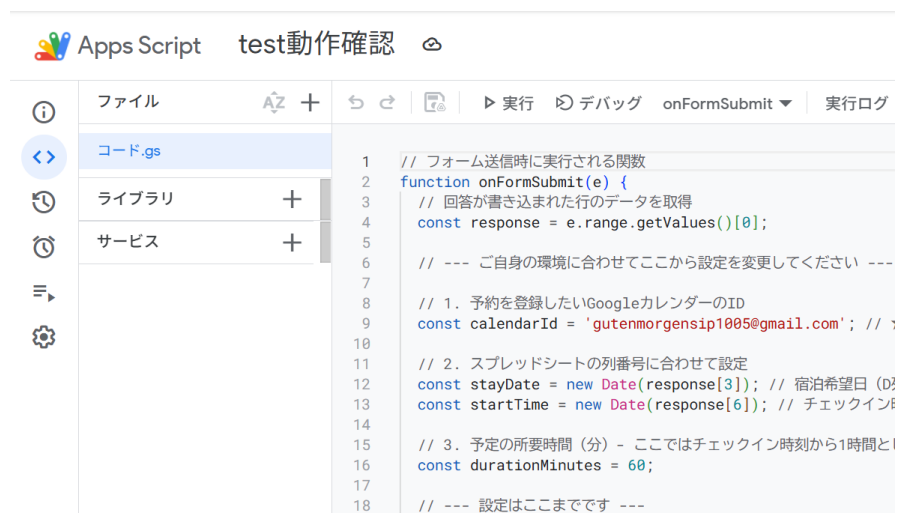 Apps Script test動作確認
ファイル AZ
実行 デバッグ onFormSubmit 実行ログ
コード.gs
ライブラリ
サービス
1 // フォーム送信時に実行される関数
2 function onFormSubmit(e) {
3 // 回答が書き込まれた行のデータを取得
4 const response = e.range.getValues()[0];
5
6 // --- ご自身の環境に合わせてここから設定を変更してください ---
7
8 // 1. 予約を登録したいGoogleカレンダーのID
9 const calendarId = 'gutenmorgensip1005@gmail.com'; //
10
11 // 2. スプレッドシートの列番号に合わせて設定
12 const stayDate = new Date(response[3]); // 宿泊希望日（D列
13 const startTime = new Date(response[6]); // チェックイン時
14
15 // 3. 予定の所要時間（分）- ここではチェックイン時刻から1時間と
16 const durationMinutes = 60;
17
18 // --- 設定はここまでです ---